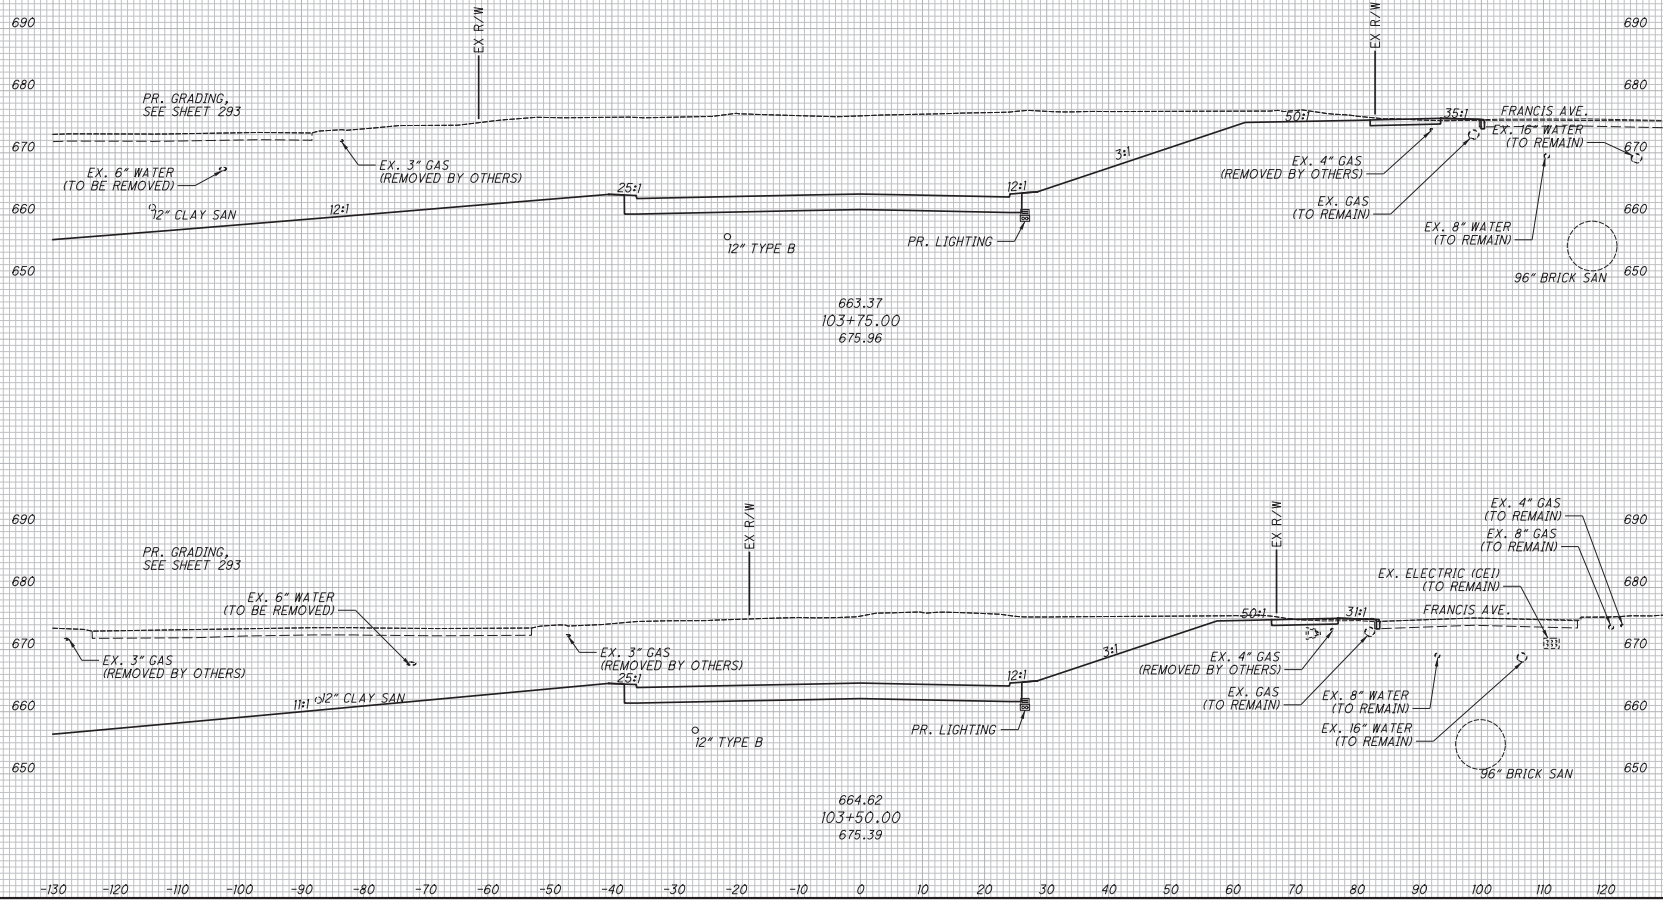 690
EX R/W
EX R/W
690
680
PR. GRADING,
SEE SHEET 293
680
50:1
35:1
FRANCIS AVE.
670
EX. 6" WATER
(TO BE REMOVED)
EX. 3" GAS
(REMOVED BY OTHERS)
3:1
EX. 4" GAS
(REMOVED BY OTHERS)
EX. 16" WATER
(TO REMAIN)
670
660
12" CLAY SAN
12:1
25:1
12:1
EX. GAS
(TO REMAIN)
660
12" TYPE B
PR. LIGHTING
EX. 8" WATER
(TO REMAIN)
650
96" BRICK SAN
650
663.37
103+75.00
675.96
EX R/W
EX R/W
EX. 4" GAS
(TO REMAIN)
690
690
EX. 8" GAS
(TO REMAIN)
PR. GRADING,
SEE SHEET 293
680
EX. ELECTRIC (CEI)
(TO REMAIN)
680
EX. 6" WATER
(TO BE REMOVED)
50:1
31:1
FRANCIS AVE.
670
EX. 3" GAS
(REMOVED BY OTHERS)
EX. 3" GAS
(REMOVED BY OTHERS)
3:1
EX. 4" GAS
(REMOVED BY OTHERS)
670
25:1
12:1
660
11:1
12" CLAY SAN
EX. GAS
(TO REMAIN)
EX. 8" WATER
(TO REMAIN)
660
12" TYPE B
PR. LIGHTING
EX. 16" WATER
(TO REMAIN)
650
96" BRICK SAN
650
664.62
103+50.00
675.39
-130 -120 -110 -100 -90 -80 -70 -60 -50 -40 -30 -20 -10 0 10 20 30 40 50 60 70 80 90 100 110 120